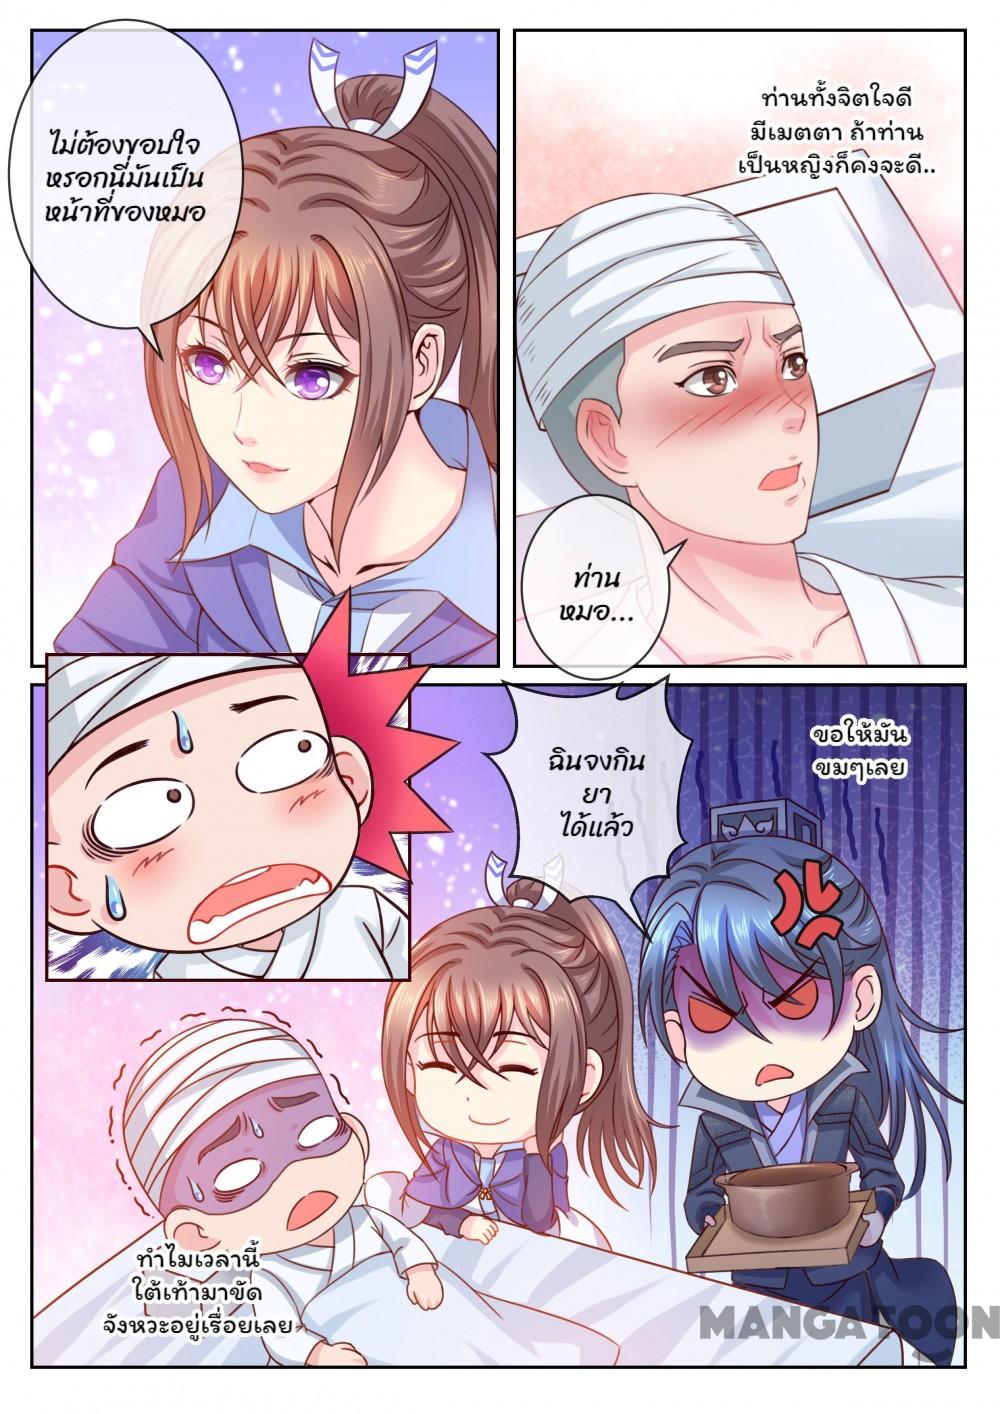 ไม่ต้องขอบใจ
หรอกนี่มันเป็น
หน้าที่ของหมอ
ท่านทั้งจิตใจดี
มีเมตตา ถ้าท่าน
เป็นหญิงก็คงจะดี..
ท่าน
หมอ...
ฉินจงกิน
ยา
ได้แล้ว
ขอให้มัน
ขมๆเลย
ทำไมเวลานี้
ใต้เท้ามาขัด
จังหวะอยู่เรื่อยเลย
MANGATOON